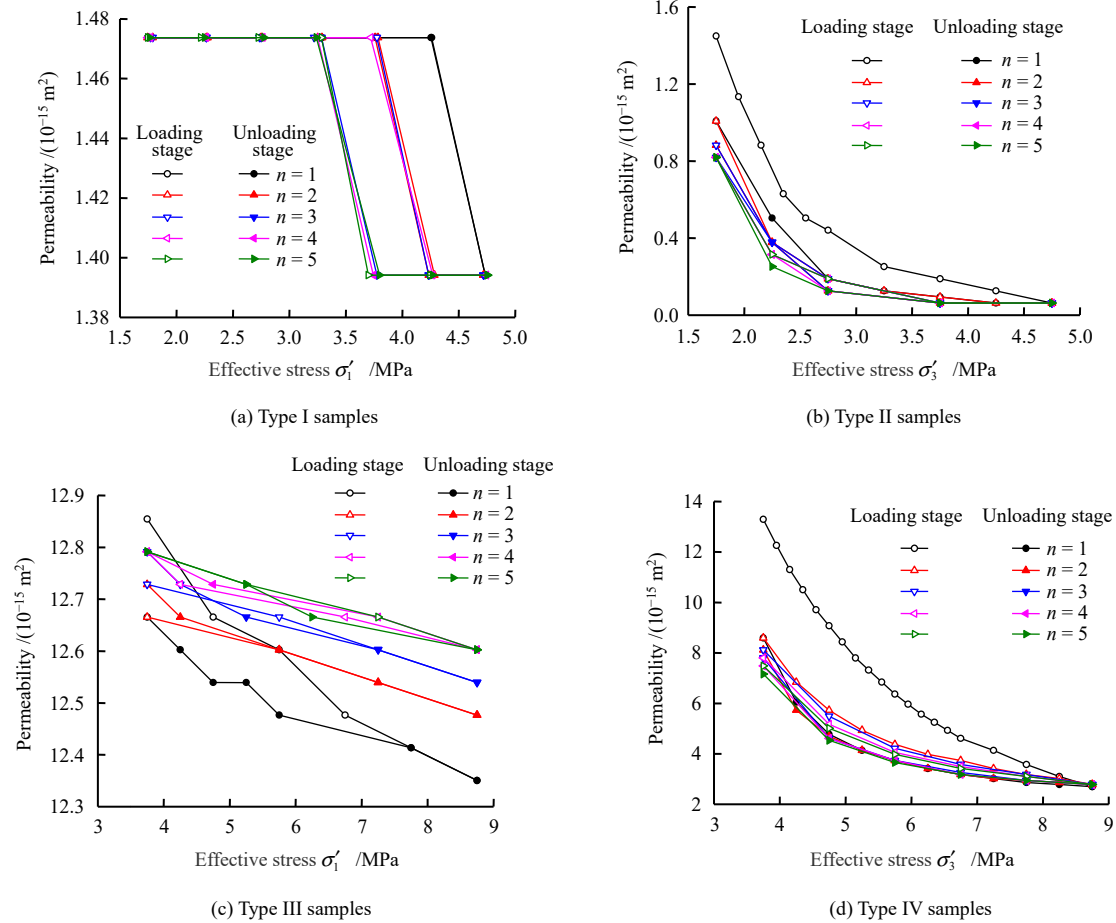 1.48
1.46
1.44
1.42
1.40
1.38
1.5 2.0 2.5 3.0 3.5 4.0 4.5 5.0
Permeability /(10⁻¹⁵ m²)
Effective stress σ₁′ /MPa
Loading stage
Unloading stage
n = 1
n = 2
n = 3
n = 4
n = 5
(a) Type I samples
1.6
1.2
0.8
0.4
0.0
1.5 2.0 2.5 3.0 3.5 4.0 4.5 5.0
Permeability /(10⁻¹⁵ m²)
Effective stress σ₃′ /MPa
Loading stage Unloading stage
n = 1
n = 2
n = 3
n = 4
n = 5
(b) Type II samples
12.9
12.8
12.7
12.6
12.5
12.4
12.3
3 4 5 6 7 8 9
Permeability /(10⁻¹⁵ m²)
Effective stress σ₁′ /MPa
Loading stage Unloading stage
n = 1
n = 2
n = 3
n = 4
n = 5
(c) Type III samples
14
12
10
8
6
4
2
3 4 5 6 7 8 9
Permeability /(10⁻¹⁵ m²)
Effective stress σ₃′ /MPa
Loading stage Unloading stage
n = 1
n = 2
n = 3
n = 4
n = 5
(d) Type IV samples